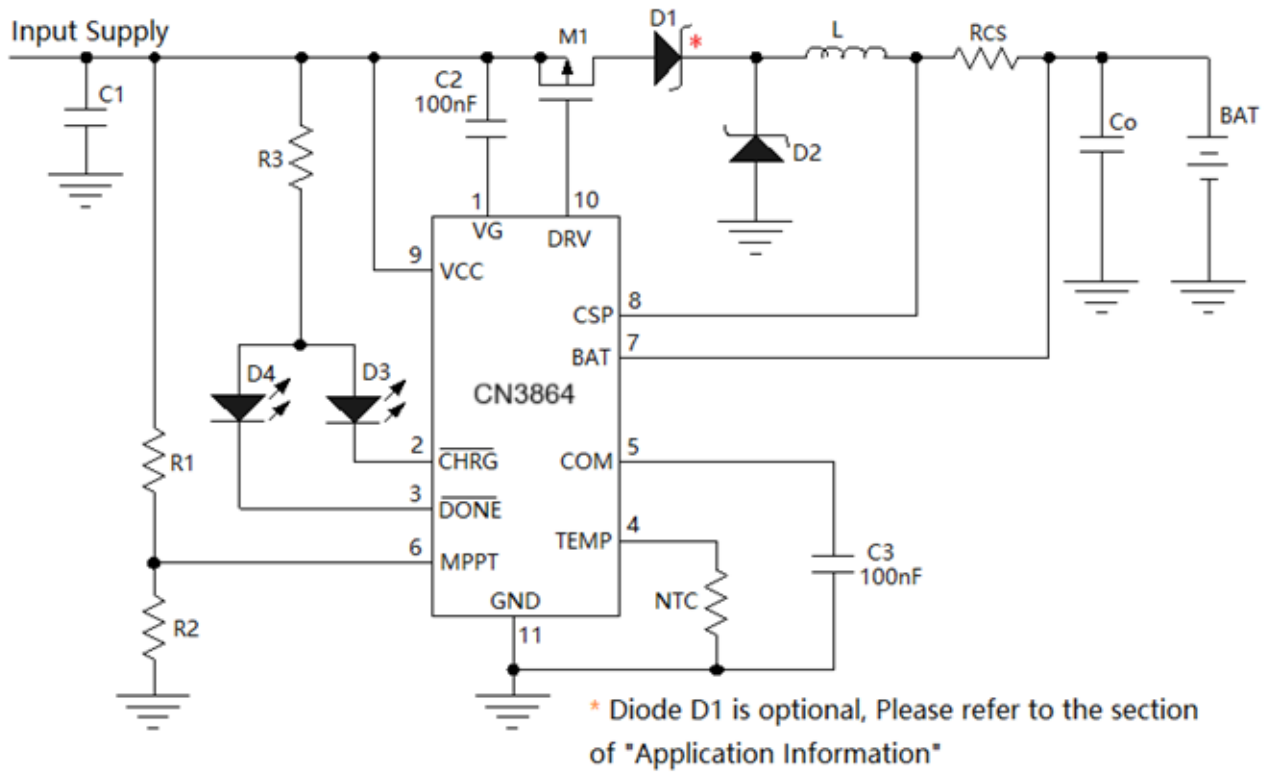 Input Supply
C1
R3
C2
100nF
M1
D1
*
L
RCS
D2
Co
BAT
1
VG
10
DRV
9
VCC
CSP
8
BAT
7
CN3864
D4
D3
2
CHRG
3
DONE
6
MPPT
COM
5
TEMP
4
GND
11
R1
R2
NTC
C3
100nF
* Diode D1 is optional, Please refer to the section
of "Application Information"